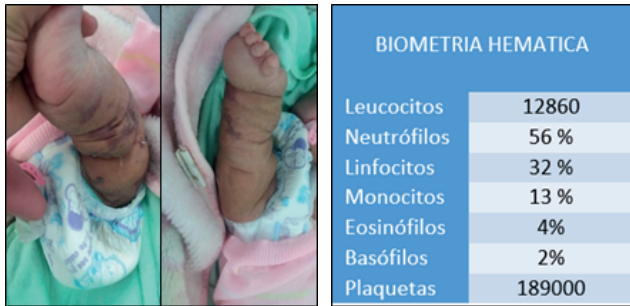 BIOMETRIA HEMATICA
Leucocitos 12860
Neutrófilos 56 %
Linfocitos 32 %
Monocitos 13 %
Eosinófilos 4%
Basófilos 2%
Plaquetas 189000